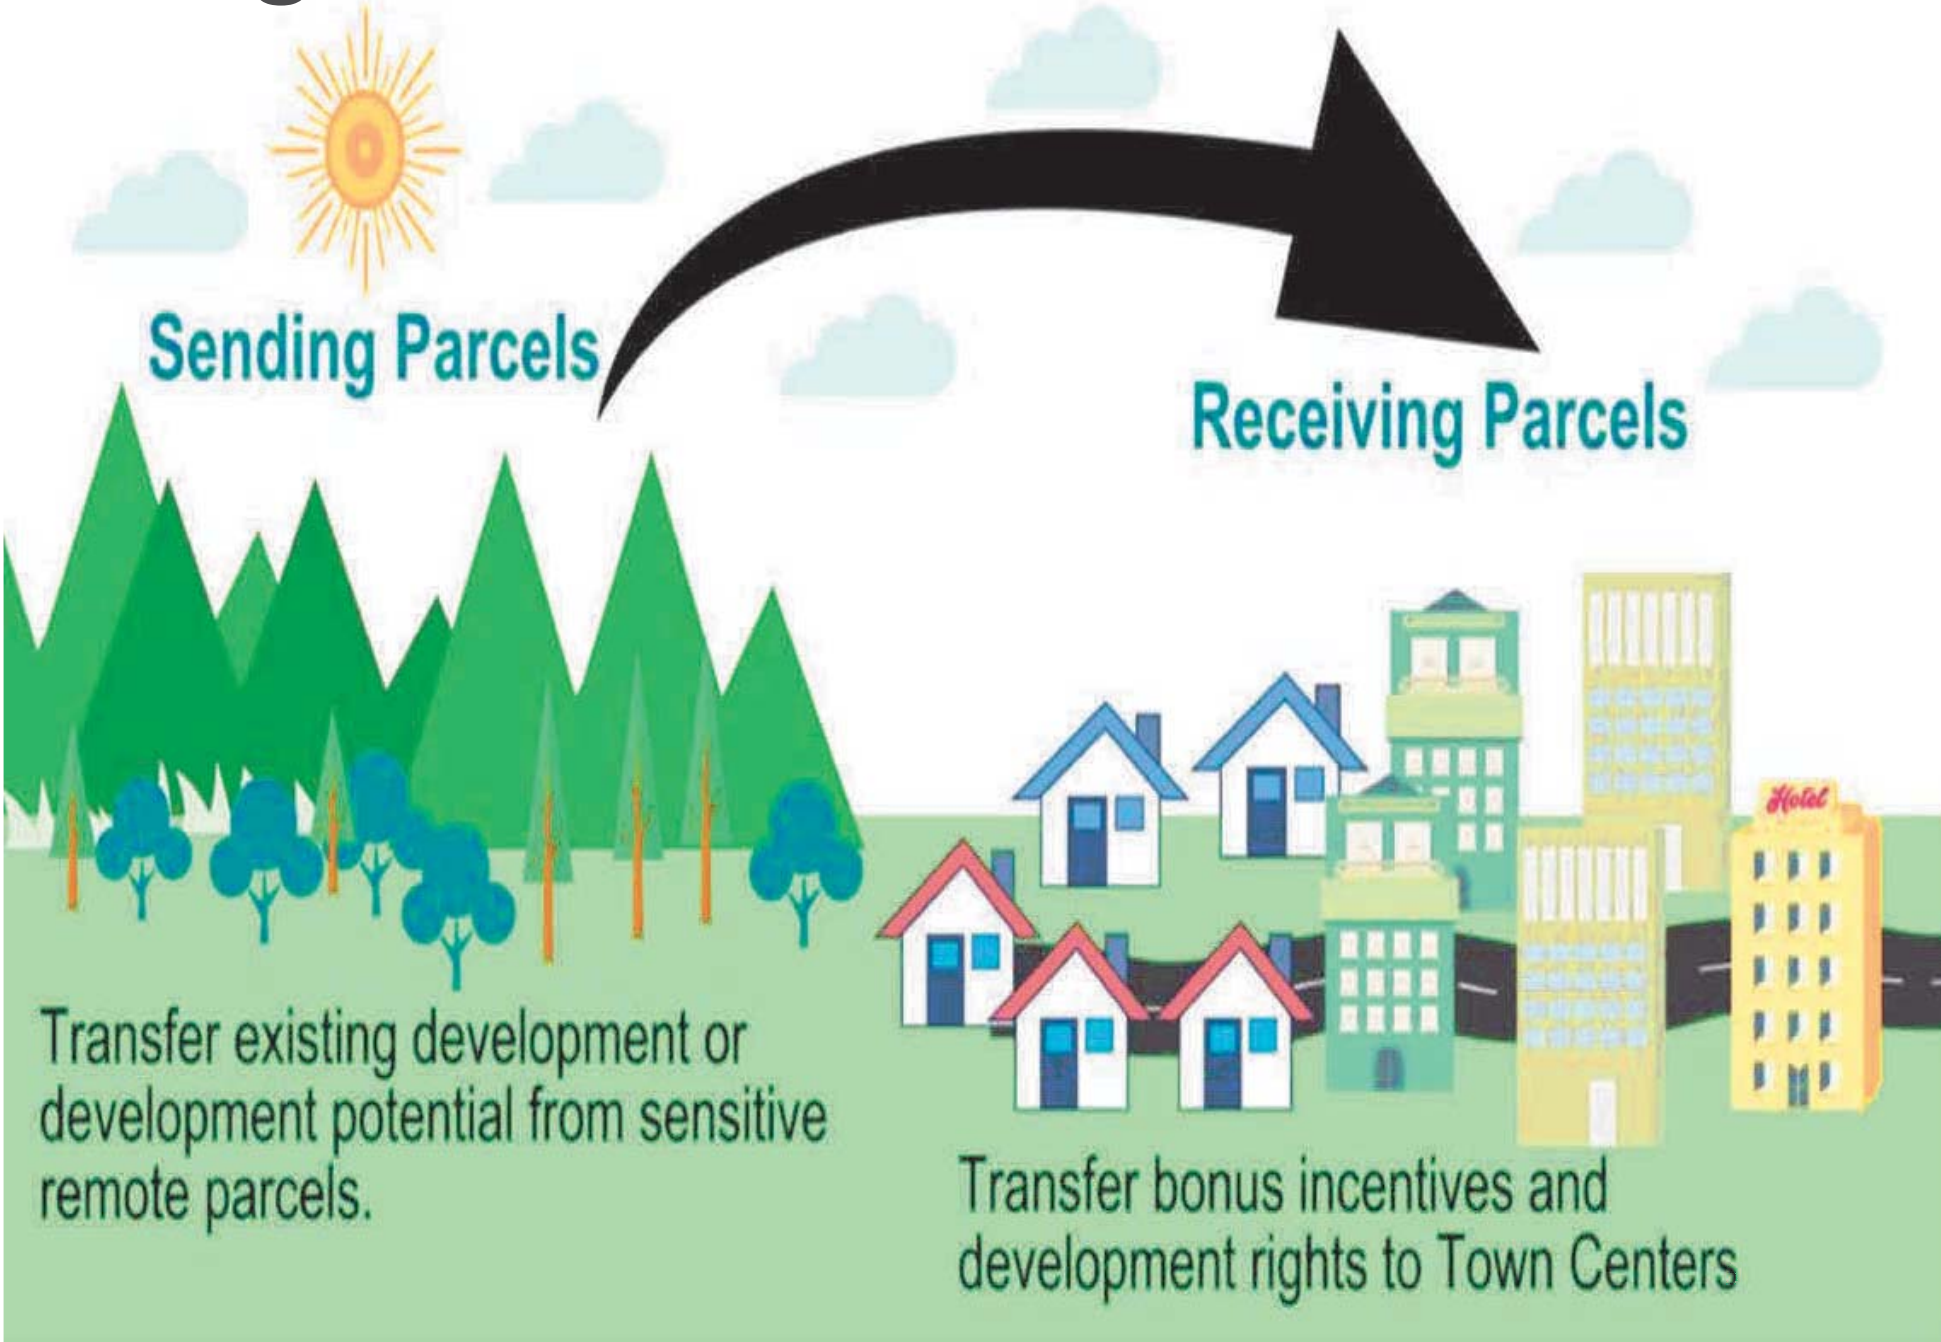 Sending Parcels
Receiving Parcels
Hotel
Transfer existing development or
development potential from sensitive
remote parcels.
Transfer bonus incentives and
development rights to Town Centers